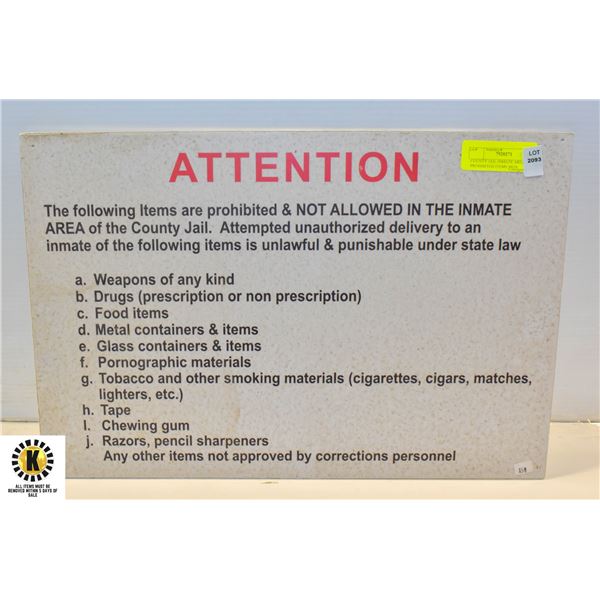 LOT
2093
ATTENTION
The following Items are prohibited & NOT ALLOWED IN THE INMATE
AREA of the County Jail.  Attempted unauthorized delivery to an
inmate of the following items is unlawful & punishable under state law
a. Weapons of any kind
b. Drugs (prescription or non prescription)
c. Food items
d. Metal containers & items
e. Glass containers & items
f. Pornographic materials
g. Tobacco and other smoking materials (cigarettes, cigars, matches,
lighters, etc.)
h. Tape
I. Chewing gum
j. Razors, pencil sharpeners
Any other items not approved by corrections personnel
K
ALL ITEMS MUST BE
REMOVED WITHIN 5 DAYS OF
SALE